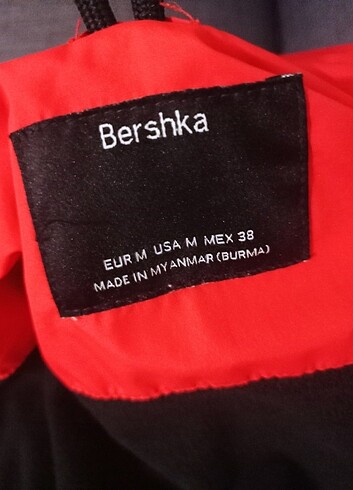 Bershka
EUR M USA M MEX 38
MADE IN MYANMAR (BURMA)